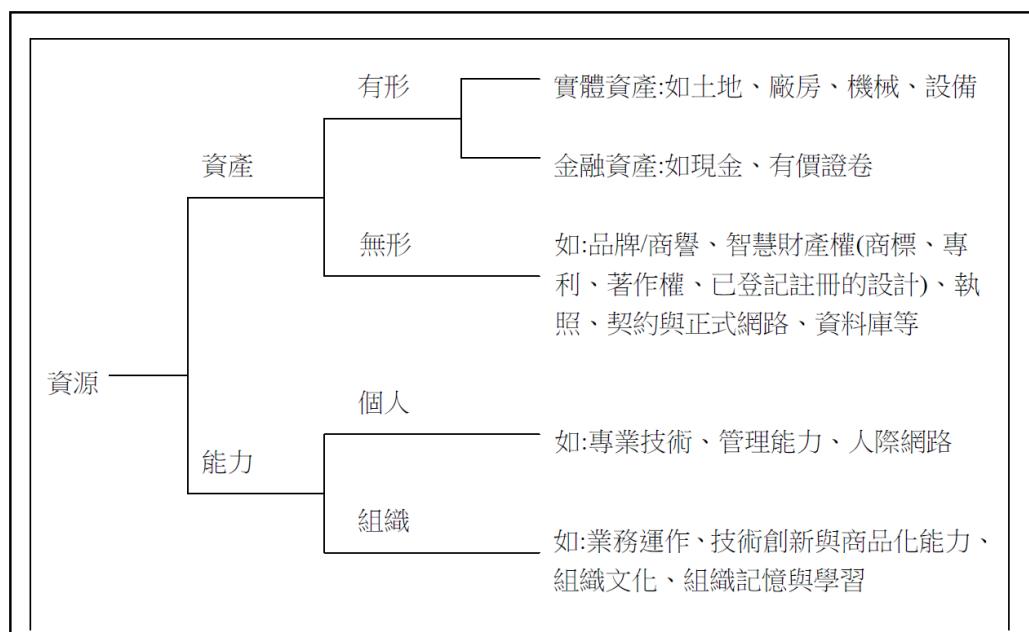 有形
實體資產:如土地、廠房、機械、設備
資產
金融資產:如現金、有價證卷
無形
如:品牌/商譽、智慧財產權(商標、專
利、著作權、已登記註冊的設計)、執
照、契約與正式網路、資料庫等
資源
個人
如:專業技術、管理能力、人際網路
能力
組織
如:業務運作、技術創新與商品化能力、
組織文化、組織記憶與學習